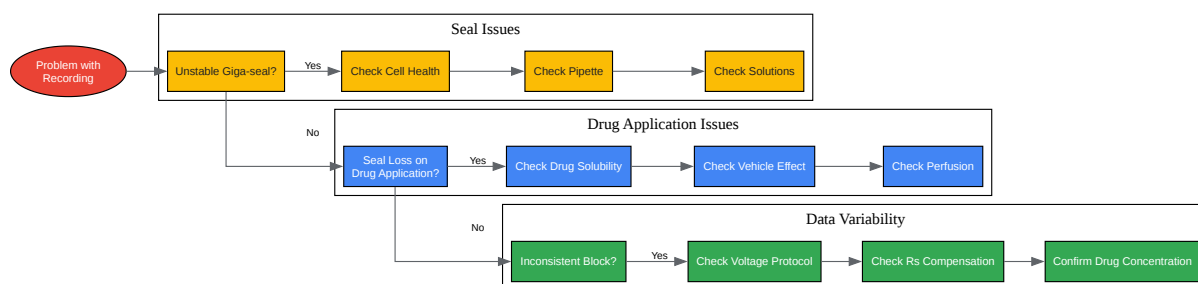 Seal Issues
Problem with
Recording
Unstable Giga-seal?
Yes
Check Cell Health
Check Pipette
Check Solutions
No
Drug Application Issues
Seal Loss on
Drug Application?
Yes
Check Drug Solubility
Check Vehicle Effect
Check Perfusion
No
Data Variability
Inconsistent Block?
Yes
Check Voltage Protocol
Check Rs Compensation
Confirm Drug Concentration